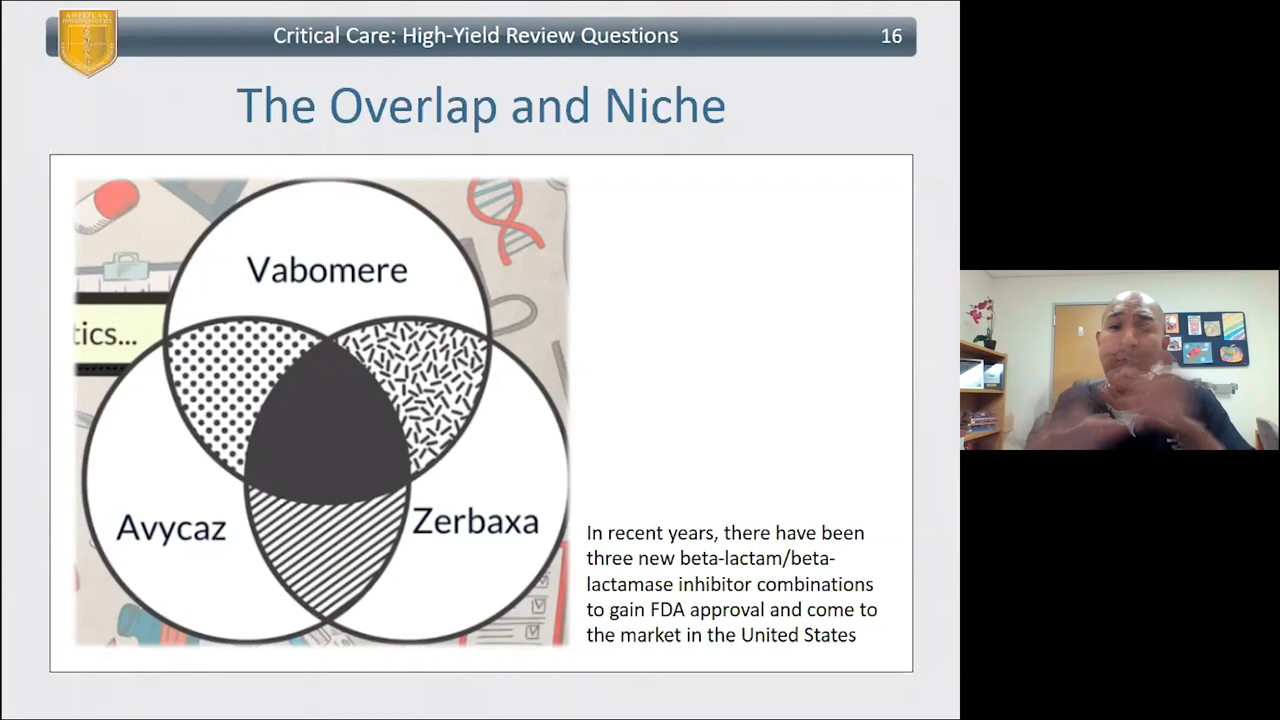 Critical Care: High-Yield Review Questions 16
The Overlap and Niche
Vabomere
tics...
Avycaz
Zerbaxa
In recent years, there have been
three new beta-lactam/beta-
lactamase inhibitor combinations
to gain FDA approval and come to
the market in the United States